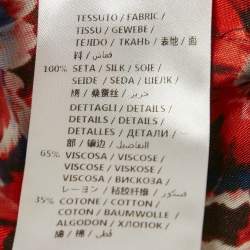 TESSUTO / FABRIC /
TISSU / GEWEBE /
TEJIDO / ТКАНЬ / 表地 / 面
料 / قماش /
100% SETA / SILK / SOIE /
SEIDE / SEDA / ШЕЛК /
絹 / 桑蚕丝 / حرير /
DETTAGLI / DETAILS /
DETAILS / DETAILS /
DETALLES / ДЕТАЛИ /
部 / 镶边 / التفاصيل /
65% VISCOSA / VISCOSE /
VISCOSE / VISKOSE /
VISCOSA / ВИСКОЗА /
レーヨン / 粘胶纤维 / فسكوز /
35% COTONE / COTTON /
COTON / BAUMWOLLE /
ALGODON / ХЛОПОК /
綿 / 棉 / قطن /